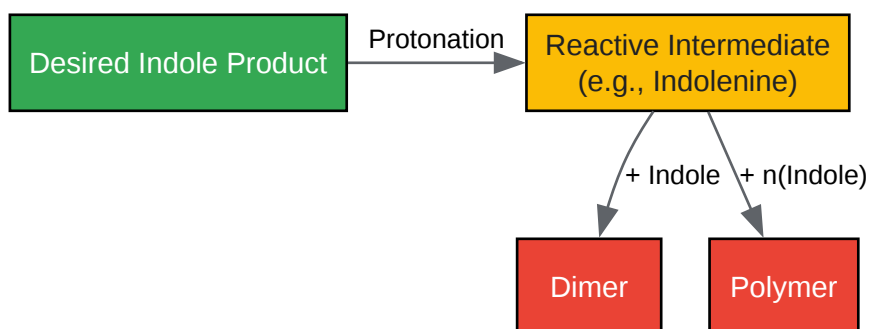 Desired Indole Product
Protonation
Reactive Intermediate
(e.g., Indolenine)
+ Indole
+ n(Indole)
Dimer
Polymer